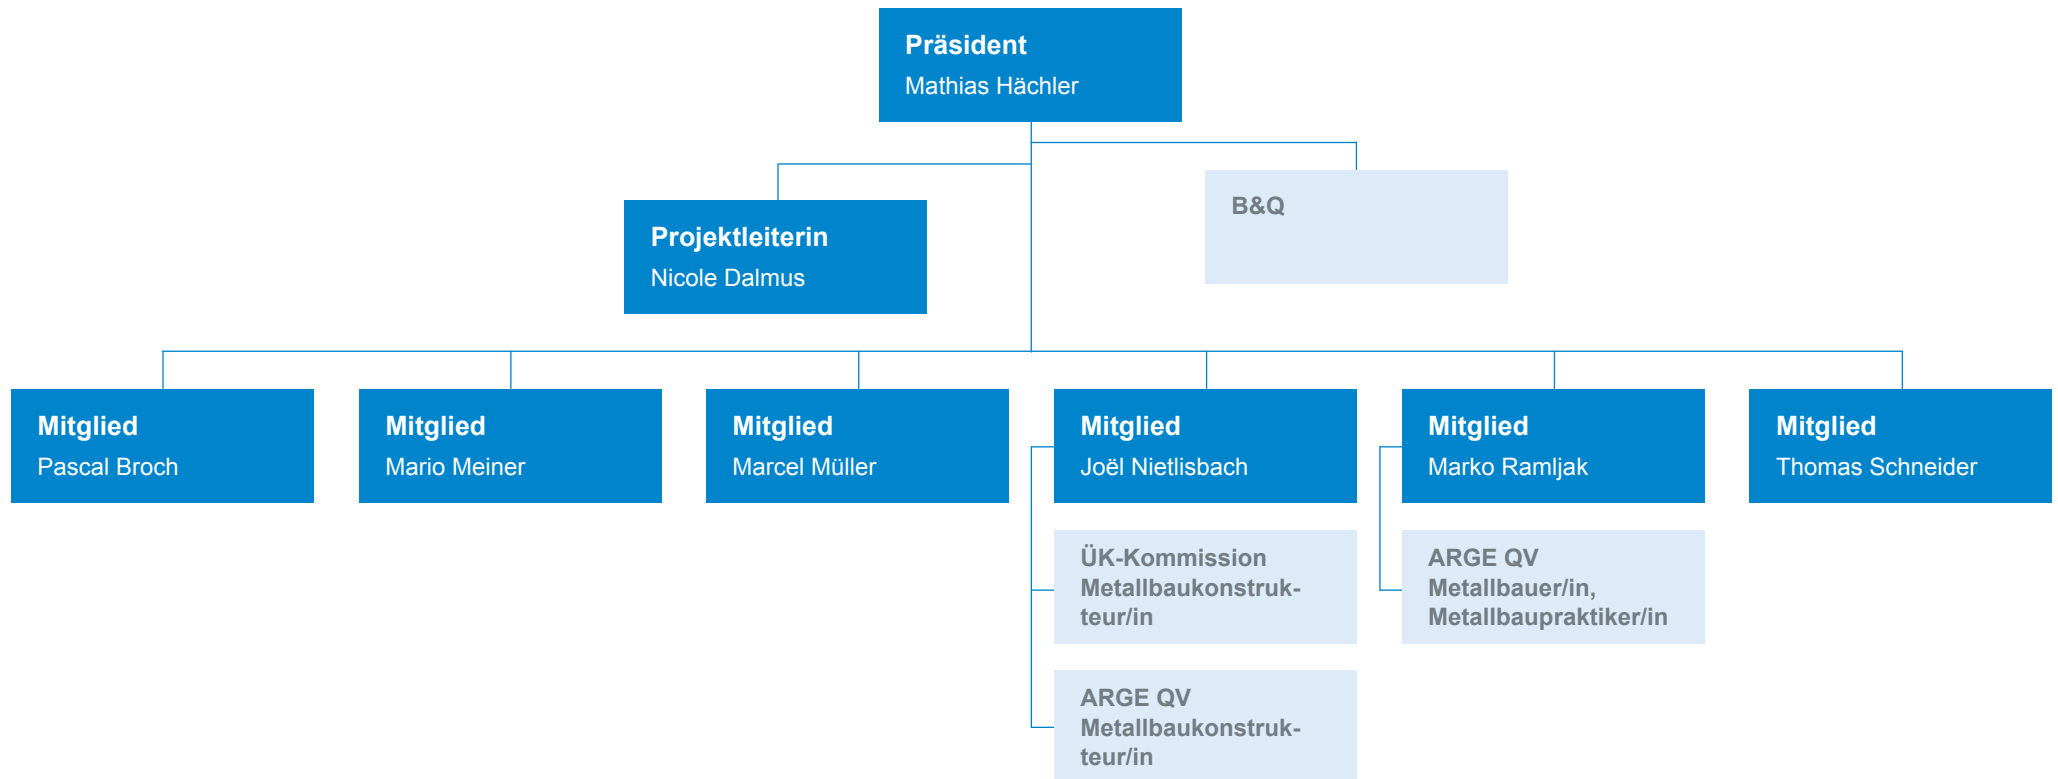 Präsident
Mathias Hächler
B&Q
Projektleiterin
Nicole Dalmus
Mitglied
Pascal Broch
Mitglied
Mario Meiner
Mitglied
Marcel Müller
Mitglied
Joël Nietlisbach
ÜK-Kommission
Metallbaukonstruk-
teur/in
ARGE QV
Metallbaukonstruk-
teur/in
Mitglied
Marko Ramljak
ARGE QV
Metallbauer/in,
Metallbaupraktiker/in
Mitglied
Thomas Schneider